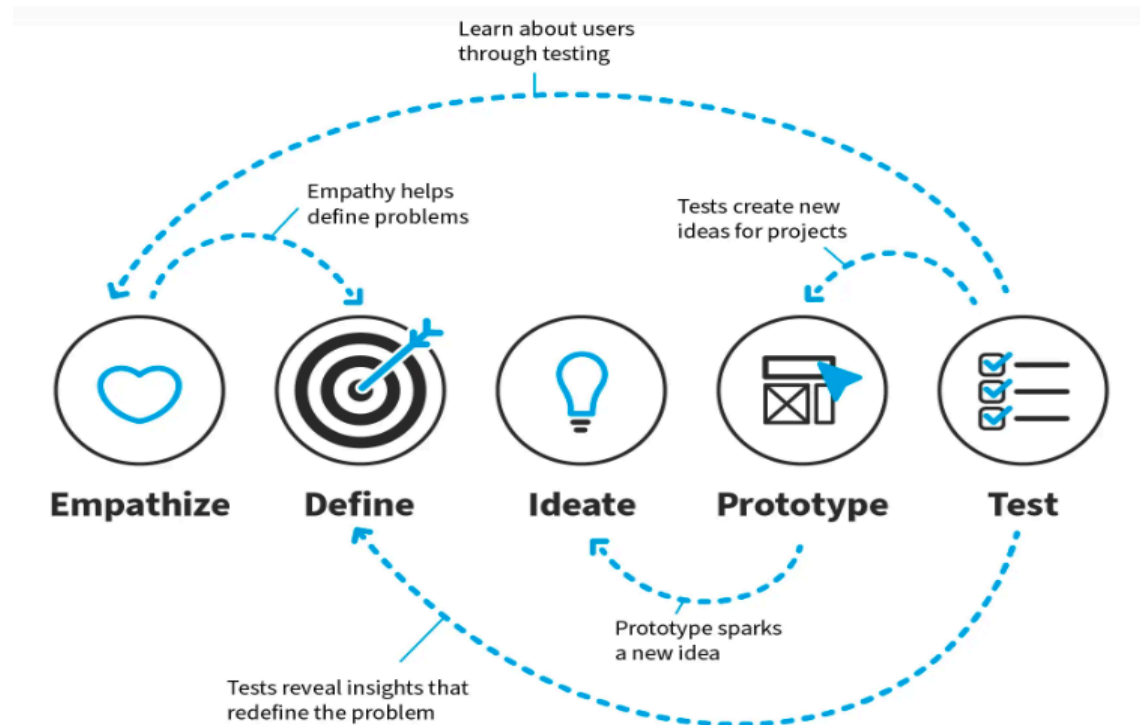 Learn about users
through testing
Empathy helps
define problems
Tests create new
ideas for projects
Empathize
Define
Ideate
Prototype
Test
Prototype sparks
a new idea
Tests reveal insights that
redefine the problem